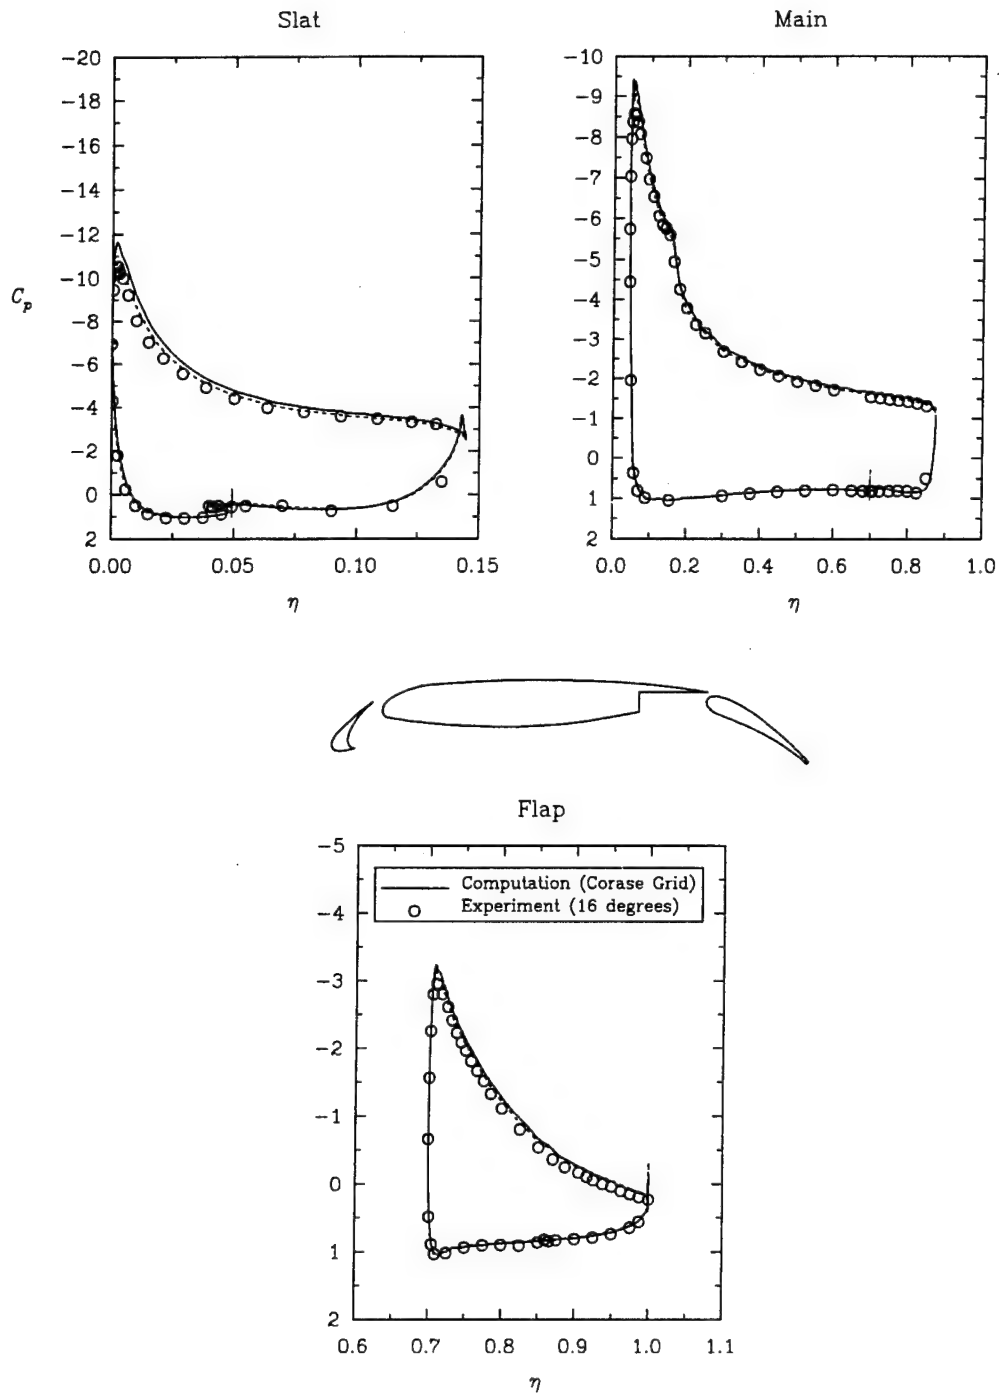 Slat
Main
-20
-18
-16
-14
-12
-10
-8
-6
-4
-2
0
2
C_p
0.00 0.05 0.10 0.15
η
-10
-9
-8
-7
-6
-5
-4
-3
-2
-1
0
1
2
0.0 0.2 0.4 0.6 0.8 1.0
η
Flap
-5
-4
-3
-2
-1
0
1
2
Computation (Corase Grid)
Experiment (16 degrees)
0.6 0.7 0.8 0.9 1.0 1.1
η